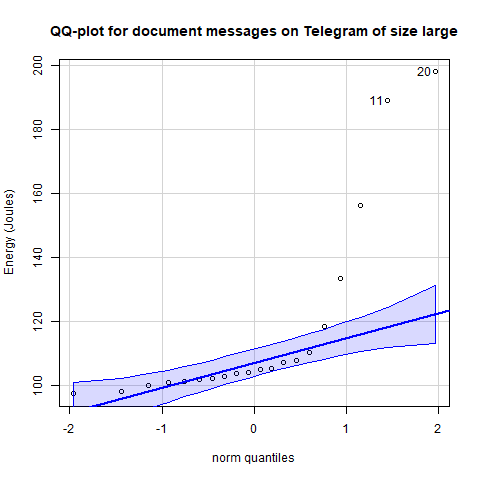 QQ-plot for document messages on Telegram of size large
200
180
160
140
120
100
Energy (Joules)
20
11
-2 -1 0 1 2
norm quantiles